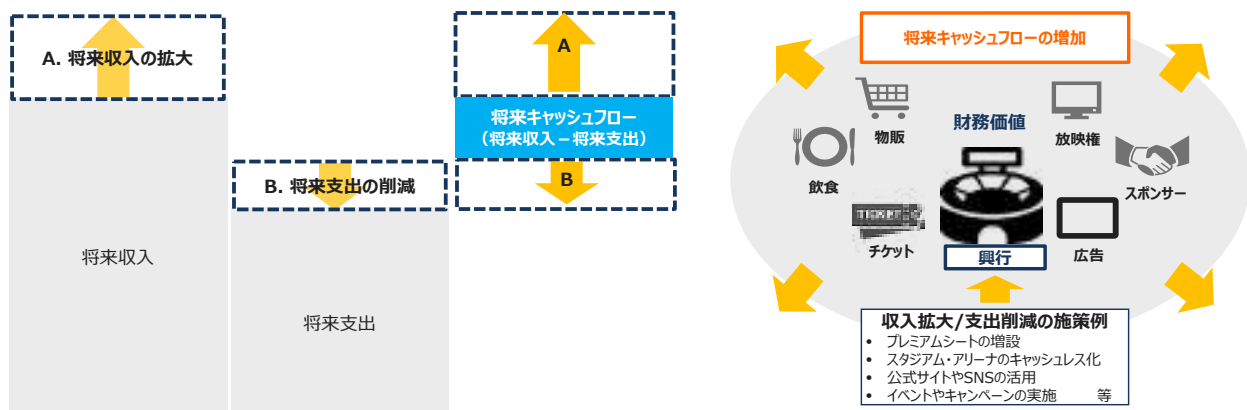 A. 将来収入の拡大
将来収入
B. 将来支出の削減
将来支出
A
将来キャッシュフロー
（将来収入－将来支出）
B
将来キャッシュフローの増加
物販
財務価値
放映権
飲食
スポンサー
TICKET
チケット
興行
広告
収入拡大/支出削減の施策例
• プレミアムシートの増設
• スタジアム・アリーナのキャッシュレス化
• 公式サイトやSNSの活用
• イベントやキャンペーンの実施　　等